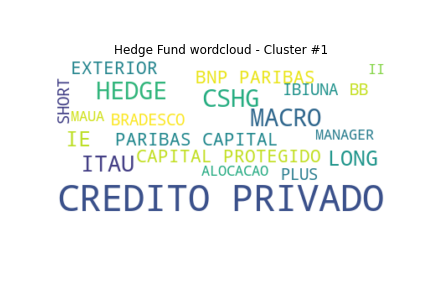 Hedge Fund wordcloud - Cluster #1
EXTERIOR
BNP PARIBAS
II
SHORT
HEDGE
CSHG
IBIUNA
BB
MAUA
BRADESCO
MACRO
IE
PARIBAS CAPITAL
MANAGER
ITAU
CAPITAL PROTEGIDO
LONG
ALOCACAO
PLUS
CREDITO PRIVADO